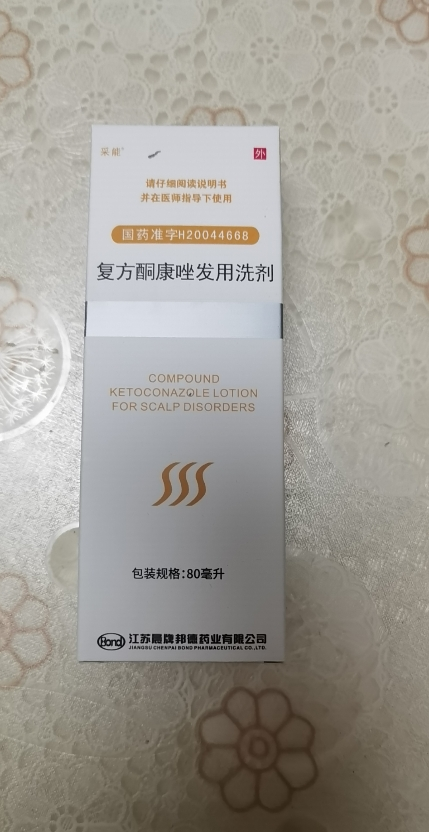 采能®
外
请仔细阅读说明书
并在医师指导下使用
国药准字H20044668
复方酮康唑发用洗剂
COMPOUND
KETOCONAZOLE LOTION
FOR SCALP DISORDERS
包装规格:80毫升
Bond 江苏晨牌邦德药业有限公司
JIANGSU CHENPAI BOND PHARMACEUTICAL CO.,LTD.